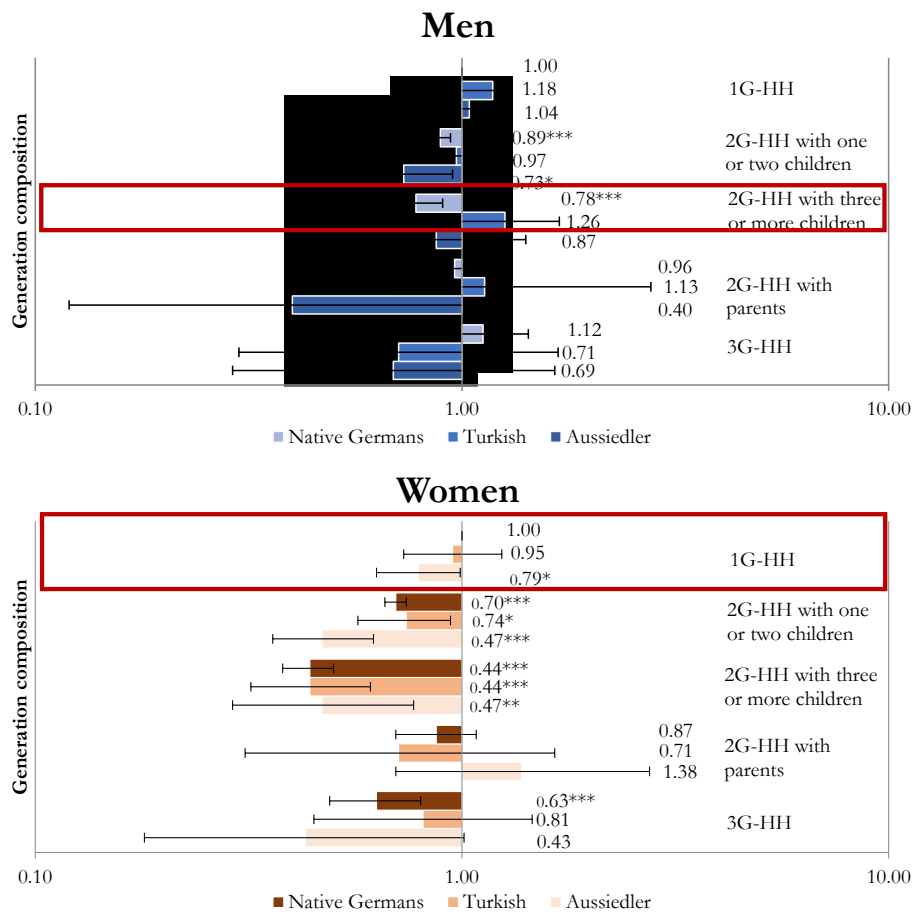 Men
Generation composition
1.00
1.18
1.04
1G-HH
0.89***
0.97
0.73*
2G-HH with one
or two children
0.78***
1.26
0.87
2G-HH with three
or more children
0.96
1.13
0.40
2G-HH with
parents
1.12
0.71
0.69
3G-HH
0.10 1.00 10.00
Native Germans Turkish Aussiedler
Women
Generation composition
1.00
0.95
0.79*
1G-HH
0.70***
0.74*
0.47***
2G-HH with one
or two children
0.44***
0.44***
0.47**
2G-HH with three
or more children
0.87
0.71
1.38
2G-HH with
parents
0.63***
0.81
0.43
3G-HH
0.10 1.00 10.00
Native Germans Turkish Aussiedler